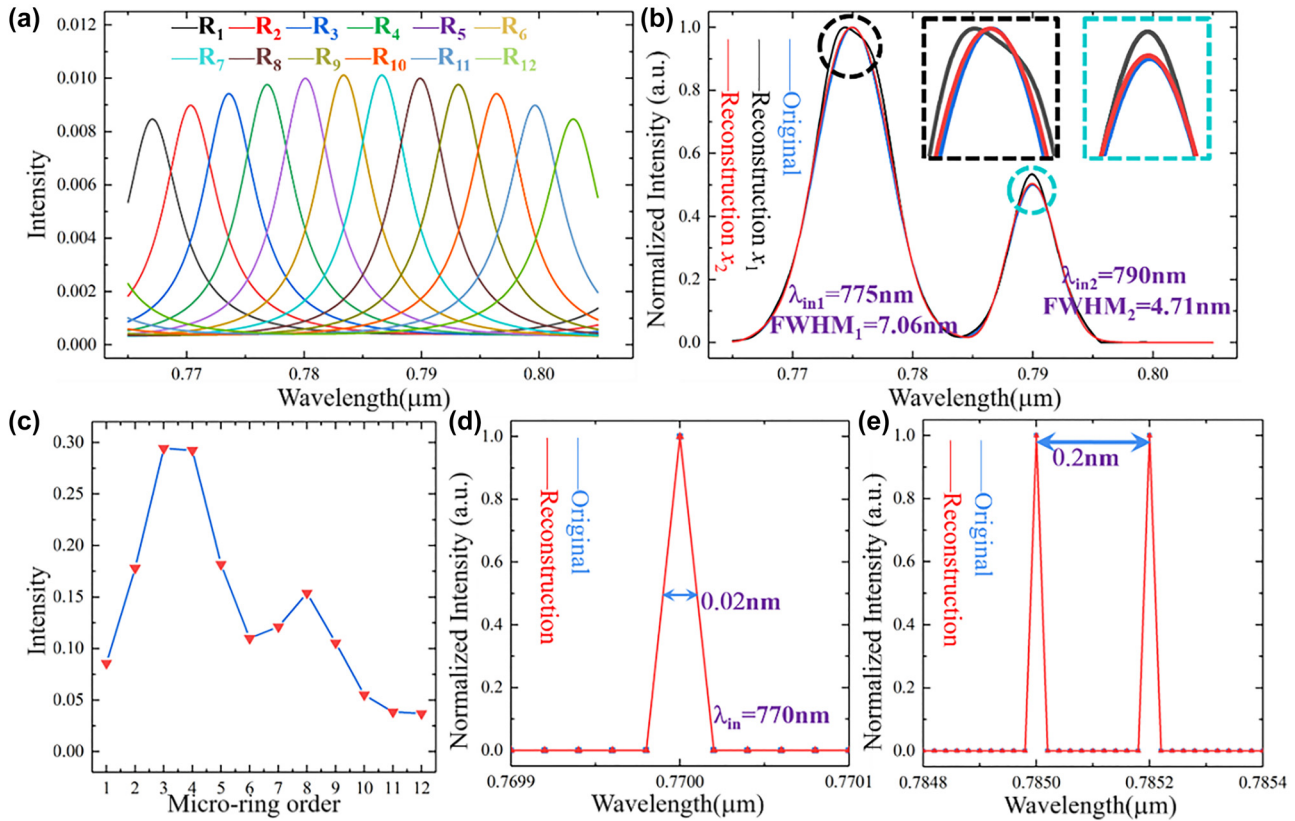 (a)
R1 R2 R3 R4 R5 R6
R7 R8 R9 R10 R11 R12
0.012
0.010
0.008
0.006
0.004
0.002
0.000
Intensity
0.77 0.78 0.79 0.80
Wavelength(μm)
(b)
1.0
0.8
0.6
0.4
0.2
0.0
Normalized Intensity (a.u.)
Original
Reconstruction x1
Reconstruction x2
λin1=775nm
FWHM1=7.06nm
λin2=790nm
FWHM2=4.71nm
0.77 0.78 0.79 0.80
Wavelength(μm)
(c)
0.30
0.25
0.20
0.15
0.10
0.05
0.00
Intensity
1 2 3 4 5 6 7 8 9 10 11 12
Micro-ring order
(d)
1.0
0.8
0.6
0.4
0.2
0.0
Normalized Intensity (a.u.)
Original
Reconstruction
0.02nm
λin=770nm
0.7699 0.7700 0.7701
Wavelength(μm)
(e)
1.0
0.8
0.6
0.4
0.2
0.0
Normalized Intensity (a.u.)
Original
Reconstruction
0.2nm
0.7848 0.7850 0.7852 0.7854
Wavelength(μm)